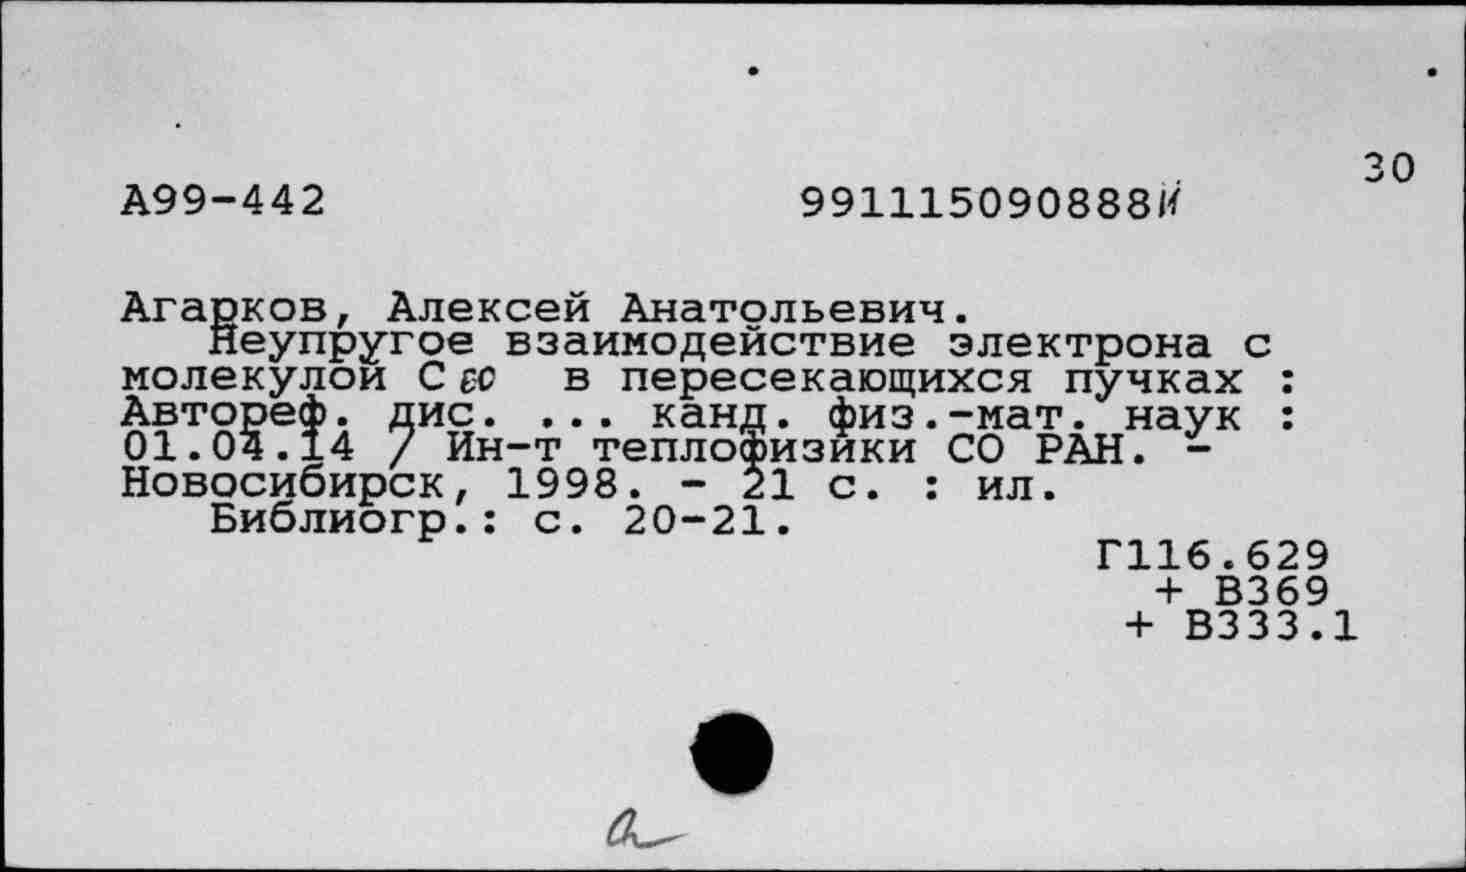 30
А99-442 991115090888И
Агарков, Алексей Анатольевич.
Неупругое взаимодействие электрона с
молекулой C60 в пересекающихся пучках :
Автореф. дис. ... канд. физ.-мат. наук :
01.04.14 / Ин-т теплофизики СО РАН. -
Новосибирск, 1998. - 21 с. : ил.
Библиогр.: с. 20-21.
Г116.629
+ В369
+ В333.1